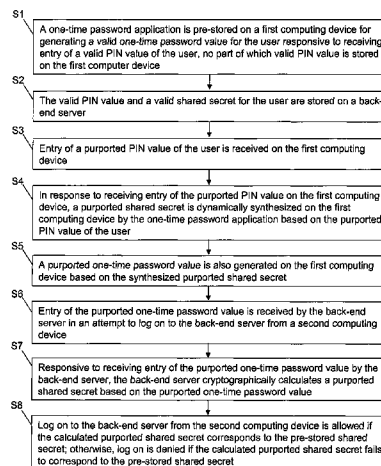 S1
A one-time password application is pre-stored on a first computing device for
generating a valid one-time password value for the user responsive to receiving
entry of a valid PIN value of the user, no part of which valid PIN value is stored
on the first computer device
S2
The valid PIN value and a valid shared secret for the user are stored on a back-
end server
S3
Entry of a purported PIN value of the user is received on the first computing
device
S4
In response to receiving entry of the purported PIN value on the first computing
device, a purported shared secret is dynamically synthesized on the first
computing device by the one-time password application based on the purported
PIN value of the user
S5
A purported one-time password value is also generated on the first computing
device based on the synthesized purported shared secret
S6
Entry of the purported one-time password value is received by the back-end
server in an attempt to log on to the back-end server from a second computing
device
S7
Responsive to receiving entry of the purported one-time password value by the
back-end server, the back-end server cryptographically calculates a purported
shared secret based on the purported one-time password value
S8
Log on to the back-end server from the second computing device is allowed if
the calculated purported shared secret corresponds to the pre-stored shared
secret; otherwise, log on is denied if the calculated purported shared secret fails
to correspond to the pre-stored shared secret